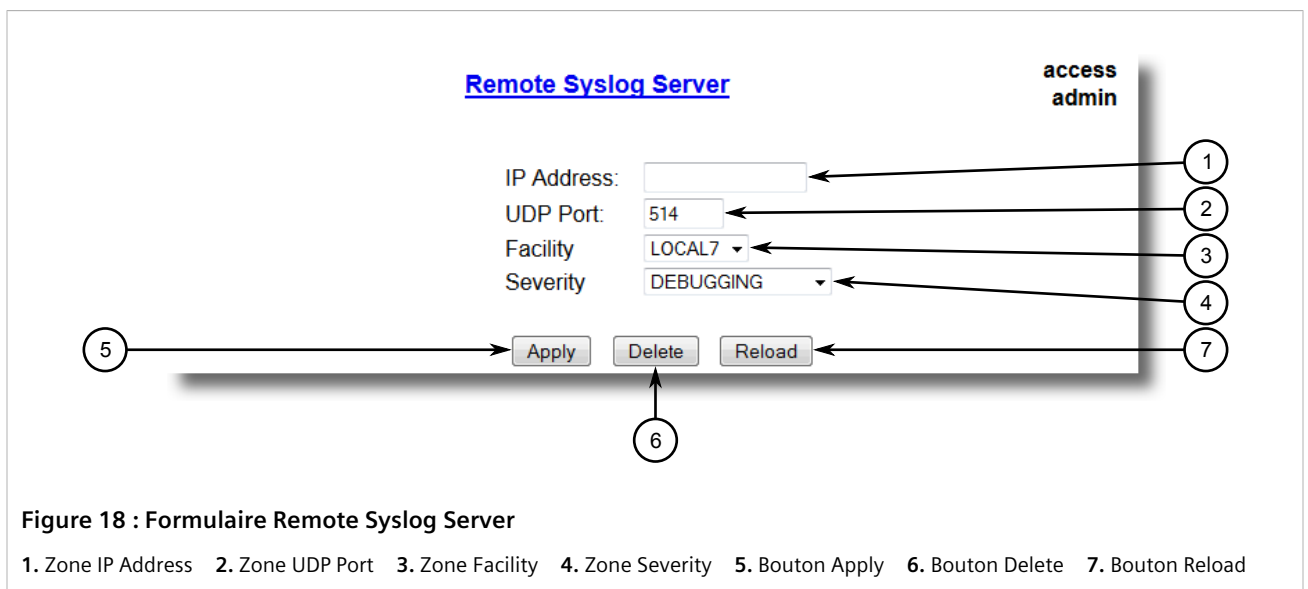 Remote Syslog Server
access
admin
IP Address:
1
UDP Port: 514
2
Facility LOCAL7
3
Severity DEBUGGING
4
5
Apply Delete Reload
7
6
Figure 18 : Formulaire Remote Syslog Server
1. Zone IP Address 2. Zone UDP Port 3. Zone Facility 4. Zone Severity 5. Bouton Apply 6. Bouton Delete 7. Bouton Reload